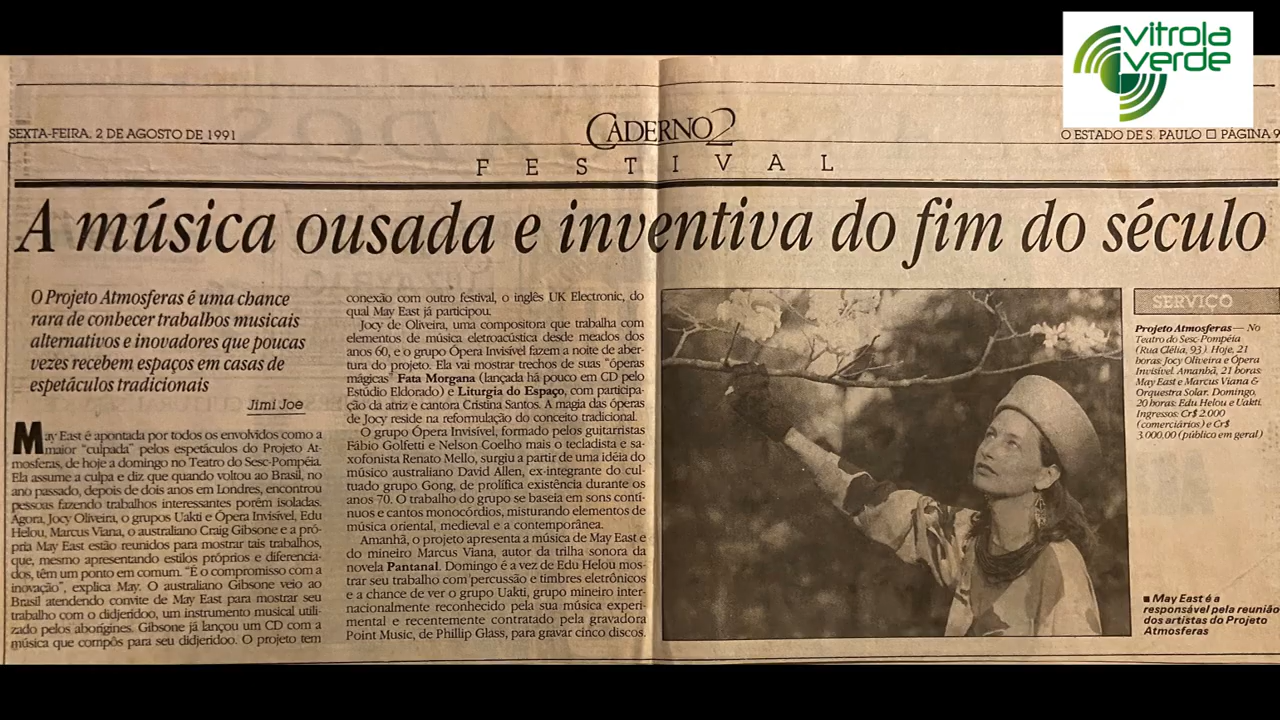 vitrola
verde
SEXTA-FEIRA, 2 DE AGOSTO DE 1991
CADERNO2
O ESTADO DE S. PAULO □ PÁGINA 9
FESTIVAL
A música ousada e inventiva do fim do século
O Projeto Atmosferas é uma chance
rara de conhecer trabalhos musicais
alternativos e inovadores que poucas
vezes recebem espaços em casas de
espetáculos tradicionais
Jimi Joe
May East é apontada por todos os envolvidos como a
maior "culpada" pelos espetáculos do Projeto At-
mosferas, de hoje a domingo no Teatro do Sesc-Pompéia.
Ela assume a culpa e diz que quando voltou ao Brasil, no
ano passado, depois de dois anos em Londres, encontrou
pessoas fazendo trabalhos interessantes porém isoladas.
Agora, Jocy Oliveira, o grupos Uakti e Ópera Invisível, Edu
Helou, Marcus Viana, o australiano Craig Gibsone e a pró-
pria May East estão reunidos para mostrar tais trabalhos,
que, mesmo apresentando estilos próprios e diferencia-
dos, têm um ponto em comum. "É o compromisso com a
inovação", explica May. O australiano Gibsone veio ao
Brasil atendendo convite de May East para mostrar seu
trabalho com o didjeridoo, um instrumento musical utili-
zado pelos aborígines. Gibsone já lançou um CD com a
música que compôs para seu didjeridoo. O projeto tem
conexão com outro festival, o inglês UK Electronic, do
qual May East já participou.
Jocy de Oliveira, uma compositora que trabalha com
elementos de música eletroacústica desde meados dos
anos 60, e o grupo Ópera Invisível fazem a noite de aber-
tura do projeto. Ela vai mostrar trechos de suas "óperas
mágicas" Fata Morgana (lançada há pouco em CD pelo
Estúdio Eldorado) e Liturgia do Espaço, com participa-
ção da atriz e cantora Cristina Santos. A magia das óperas
de Jocy reside na reformulação do conceito tradicional.
O grupo Ópera Invisível, formado pelos guitarristas
Fábio Golfetti e Nelson Coelho mais o tecladista e sa-
xofonista Renato Mello, surgiu a partir de uma idéia do
músico australiano David Allen, ex-integrante do cul-
tuado grupo Gong, de prolífica existência durante os
anos 70. O trabalho do grupo se baseia em sons contí-
nuos e cantos monocórdios, misturando elementos de
música oriental, medieval e a contemporânea.
Amanhã, o projeto apresenta a música de May East e
do mineiro Marcus Viana, autor da trilha sonora da
novela Pantanal. Domingo é a vez de Edu Helou mos-
trar seu trabalho com percussão e timbres eletrônicos
e a chance de ver o grupo Uakti, grupo mineiro inter-
nacionalmente reconhecido pela sua música experi-
mental e recentemente contratado pela gravadora
Point Music, de Phillip Glass, para gravar cinco discos.
SERVIÇO
Projeto Atmosferas — No
Teatro do Sesc-Pompéia
(Rua Clélia, 93). Hoje, 21
horas: Jocy Oliveira e Ópera
Invisível. Amanhã, 21 horas:
May East e Marcus Viana &
Orquestra Solar. Domingo,
20 horas: Edu Helou e Uakti.
Ingressos: Cr$ 2.000
(comerciários) e Cr$
3.000,00 (público em geral)
■ May East é a
responsável pela reunião
dos artistas do Projeto
Atmosferas